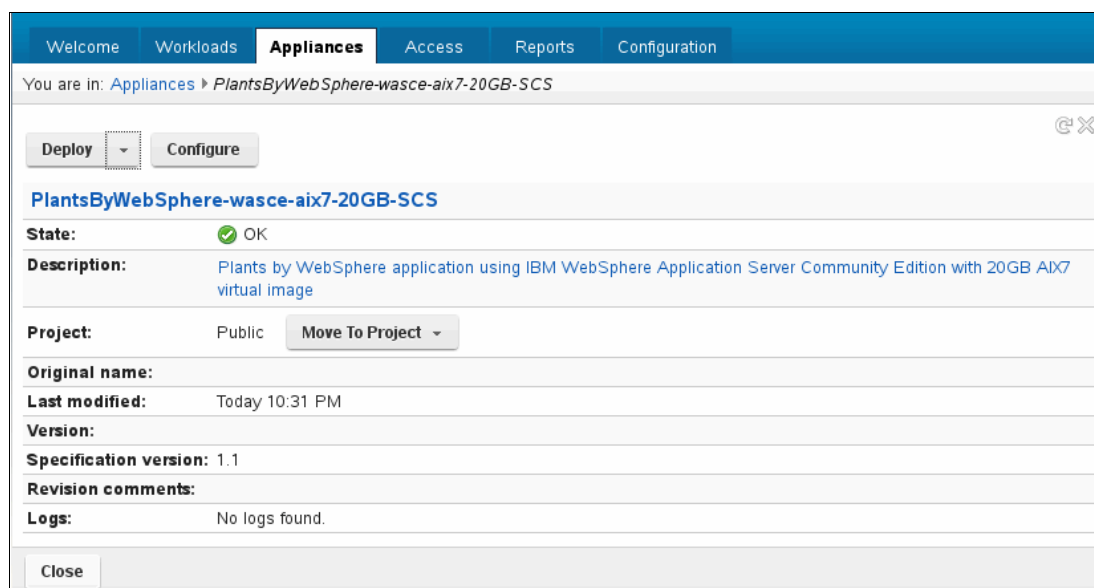 Welcome Workloads Appliances Access Reports Configuration
You are in: Appliances PlantsByWebSphere-wasce-aix7-20GB-SCS
Deploy Configure
PlantsByWebSphere-wasce-aix7-20GB-SCS
State: OK
Description: Plants by WebSphere application using IBM WebSphere Application Server Community Edition with 20GB AIX7
virtual image
Project: Public Move To Project
Original name:
Last modified: Today 10:31 PM
Version:
Specification version: 1.1
Revision comments:
Logs: No logs found.
Close